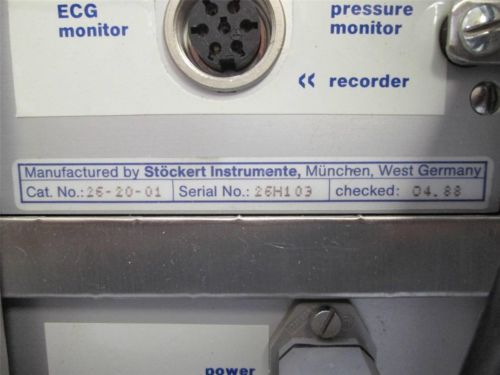 ECG
monitor
pressure
monitor
<< recorder
Manufactured by Stöckert Instrumente, München, West Germany
Cat. No.: 26-20-01 Serial No.: 26H103 checked: 04.88
power